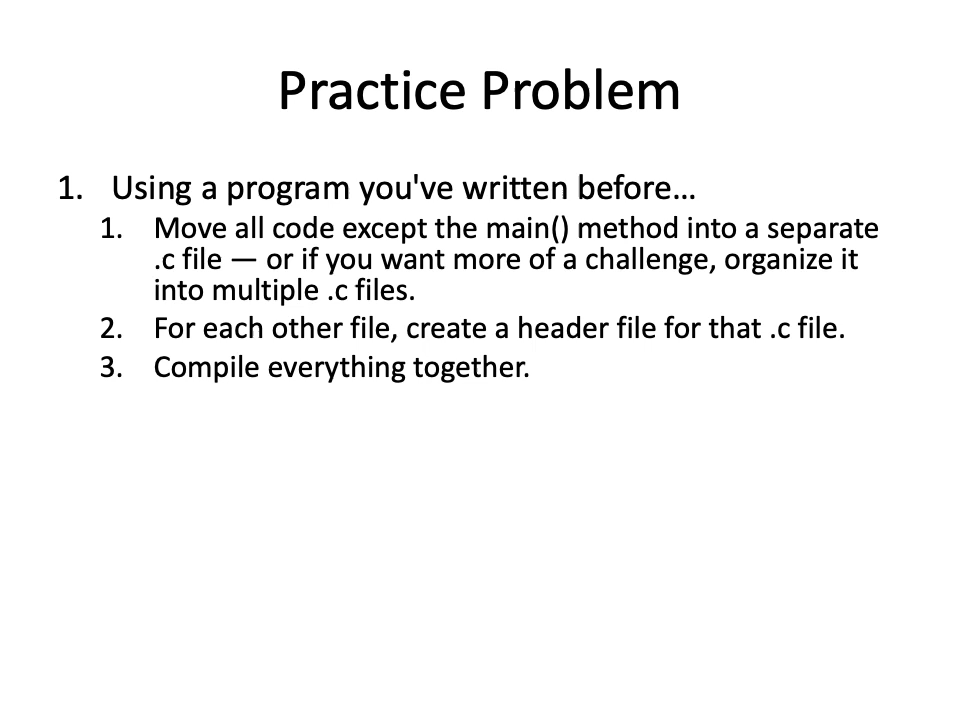 Practice Problem
1. Using a program you've written before…
1. Move all code except the main() method into a separate
.c file — or if you want more of a challenge, organize it
into multiple .c files.
2. For each other file, create a header file for that .c file.
3. Compile everything together.